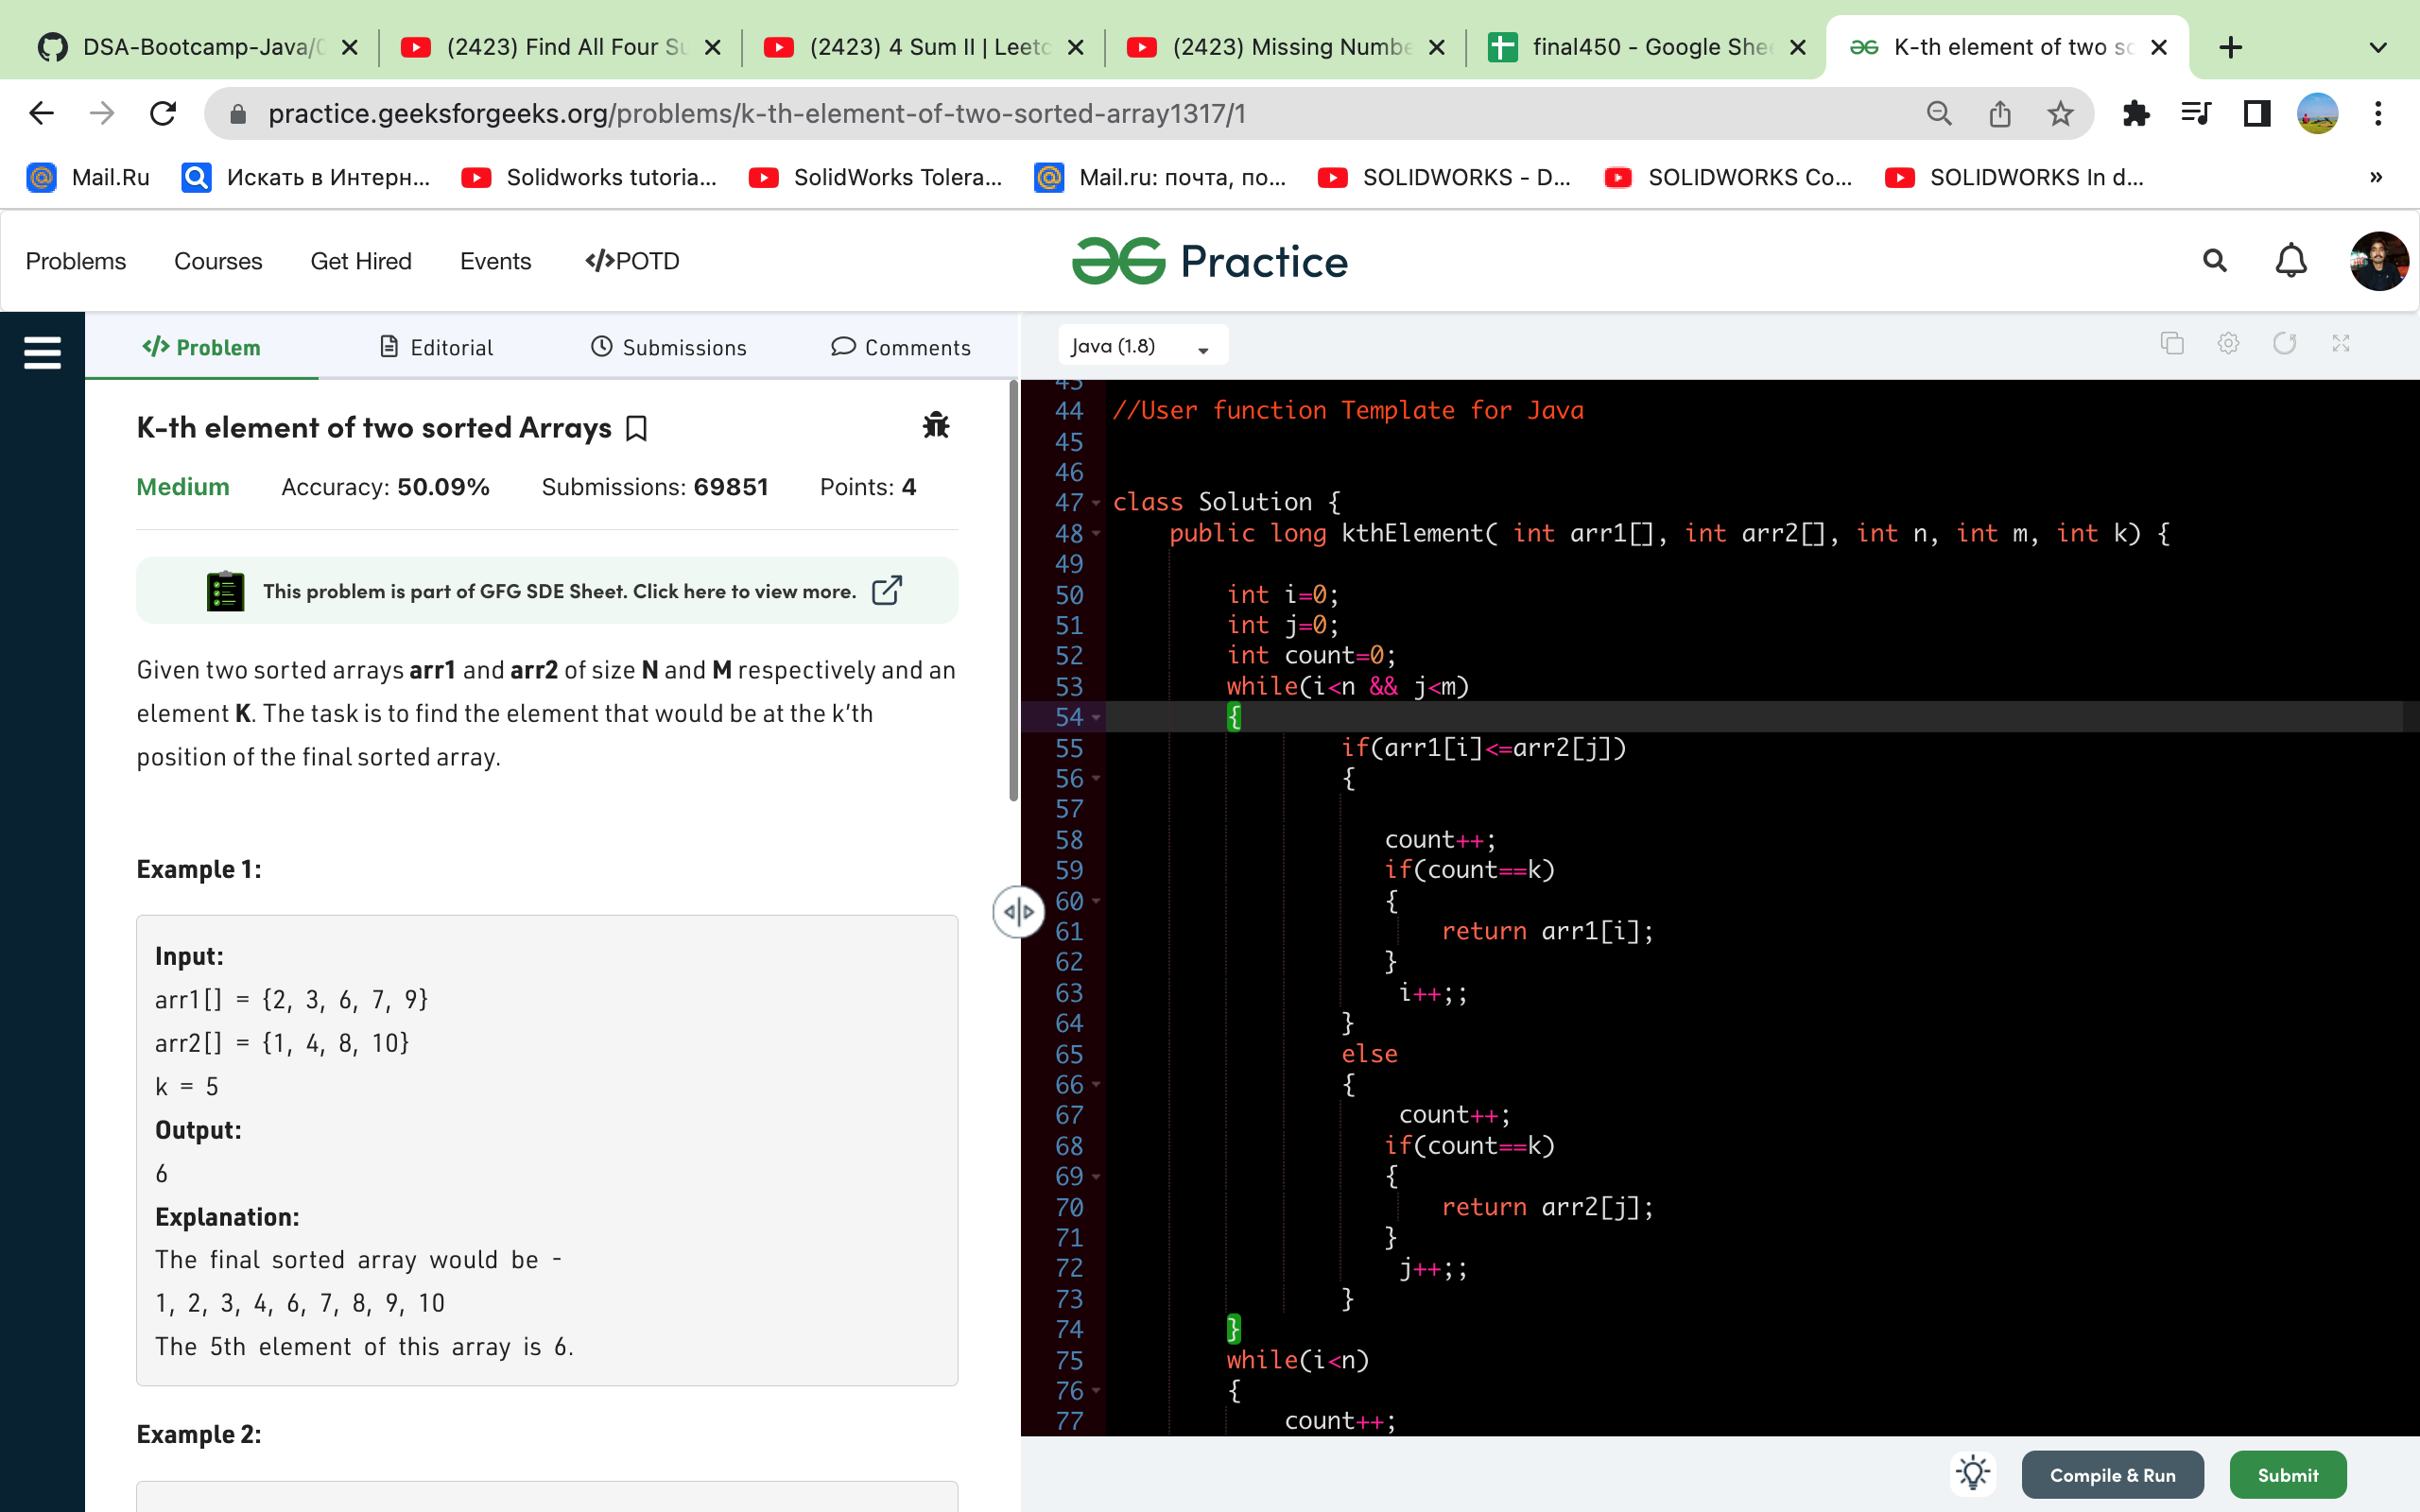 DSA-Bootcamp-Java/
(2423) Find All Four Su
(2423) 4 Sum II | Leetc
(2423) Missing Numbe
final450 - Google Shee
K-th element of two so
practice.geeksforgeeks.org/problems/k-th-element-of-two-sorted-array1317/1
Mail.Ru
Искать в Интерн...
Solidworks tutoria...
SolidWorks Tolera...
Mail.ru: почта, по...
SOLIDWORKS - D...
SOLIDWORKS Co...
SOLIDWORKS In d...
»
Problems Courses Get Hired Events </>POTD
Practice
</> Problem Editorial Submissions Comments
K-th element of two sorted Arrays
Medium Accuracy: 50.09% Submissions: 69851 Points: 4
This problem is part of GFG SDE Sheet. Click here to view more.
Given two sorted arrays arr1 and arr2 of size N and M respectively and an
element K. The task is to find the element that would be at the k’th
position of the final sorted array.
Example 1:
Input:
arr1[] = {2, 3, 6, 7, 9}
arr2[] = {1, 4, 8, 10}
k = 5
Output:
6
Explanation:
The final sorted array would be -
1, 2, 3, 4, 6, 7, 8, 9, 10
The 5th element of this array is 6.
Example 2:
Java (1.8)
43
44 //User function Template for Java
45
46
47 class Solution {
48 public long kthElement( int arr1[], int arr2[], int n, int m, int k) {
49
50 int i=0;
51 int j=0;
52 int count=0;
53 while(i<n && j<m)
54 {
55 if(arr1[i]<=arr2[j])
56 {
57
58 count++;
59 if(count==k)
60 {
61 return arr1[i];
62 }
63 i++;;
64 }
65 else
66 {
67 count++;
68 if(count==k)
69 {
70 return arr2[j];
71 }
72 j++;;
73 }
74 }
75 while(i<n)
76 {
77 count++;
Compile & Run
Submit